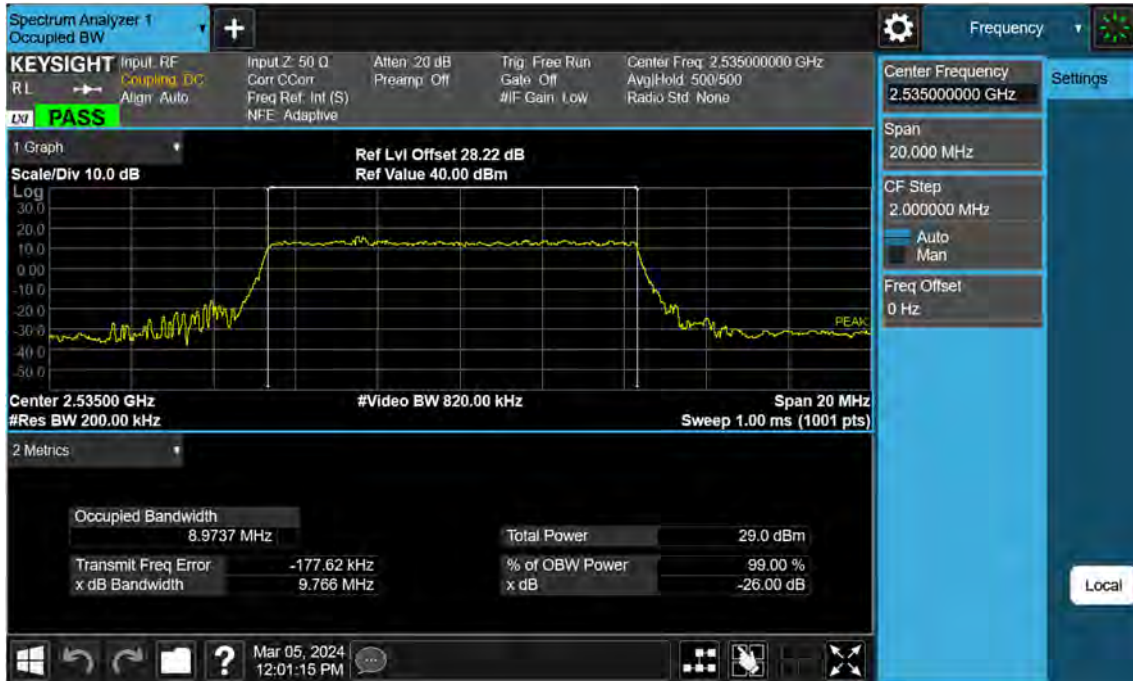 Spectrum Analyzer 1
Occupied BW
+
Frequency
KEYSIGHT
RL
LXI
PASS
Input: RF
Coupling: DC
Align: Auto
Input Z: 50 Ω
Corr CCorr
Freq Ref: Int (S)
NFE: Adaptive
Atten: 20 dB
Preamp: Off
Trig: Free Run
Gate: Off
#IF Gain: Low
Center Freq: 2.535000000 GHz
Avg|Hold: 500/500
Radio Std: None
1 Graph
Scale/Div 10.0 dB
Ref Lvl Offset 28.22 dB
Ref Value 40.00 dBm
Log
30.0
20.0
10.0
0.00
-10.0
-20.0
-30.0
-40.0
-50.0
PEAK
Center 2.53500 GHz
#Video BW 820.00 kHz
Span 20 MHz
#Res BW 200.00 kHz
Sweep 1.00 ms (1001 pts)
2 Metrics
Occupied Bandwidth
8.9737 MHz
Transmit Freq Error -177.62 kHz
x dB Bandwidth 9.766 MHz
Total Power 29.0 dBm
% of OBW Power 99.00 %
x dB -26.00 dB
Center Frequency
2.535000000 GHz
Span
20.000 MHz
CF Step
2.000000 MHz
Auto
Man
Freq Offset
0 Hz
Settings
Local
?
Mar 05, 2024
12:01:15 PM